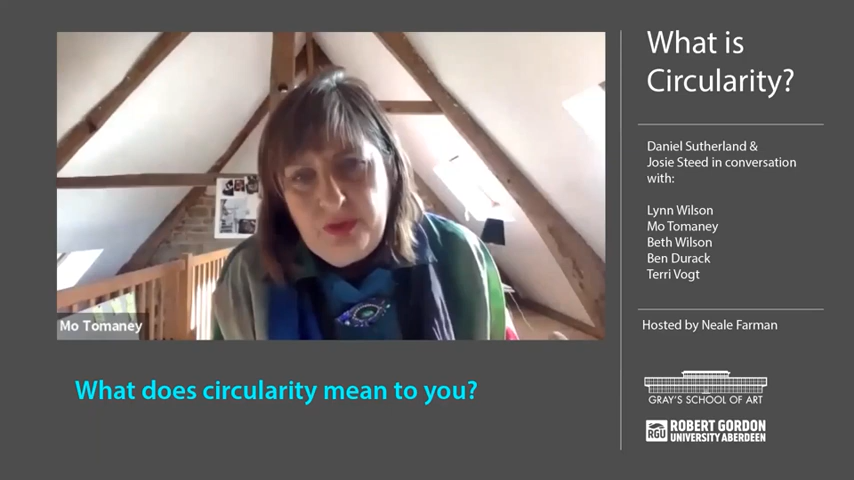 What is
Circularity?
Daniel Sutherland &
Josie Steed in conversation
with:
Lynn Wilson
Mo Tomaney
Beth Wilson
Ben Durack
Terri Vogt
Hosted by Neale Farman
GRAY'S SCHOOL OF ART
RGU
ROBERT GORDON
UNIVERSITY ABERDEEN
Mo Tomaney
What does circularity mean to you?